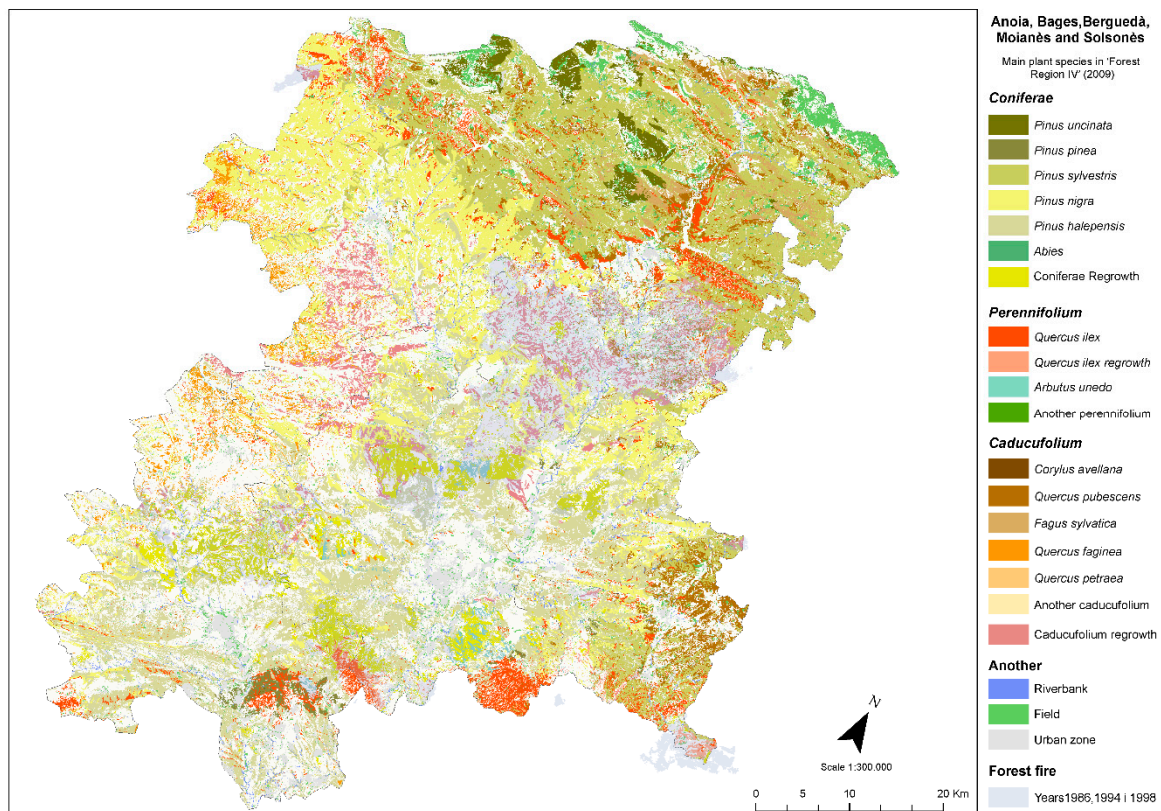 Anoia, Bages,Berguedà,
Moianès and Solsonès
Main plant species in 'Forest
Region IV' (2009)
Coniferae
Pinus uncinata
Pinus pinea
Pinus sylvestris
Pinus nigra
Pinus halepensis
Abies
Coniferae Regrowth
Perennifolium
Quercus ilex
Quercus ilex regrowth
Arbutus unedo
Another perennifolium
Caducufolium
Corylus avellana
Quercus pubescens
Fagus sylvatica
Quercus faginea
Quercus petraea
Another caducufolium
Caducufolium regrowth
Another
Riverbank
Field
Urban zone
Forest fire
Years1986,1994 i 1998
N
Scale 1:300.000
0 5 10 20 Km